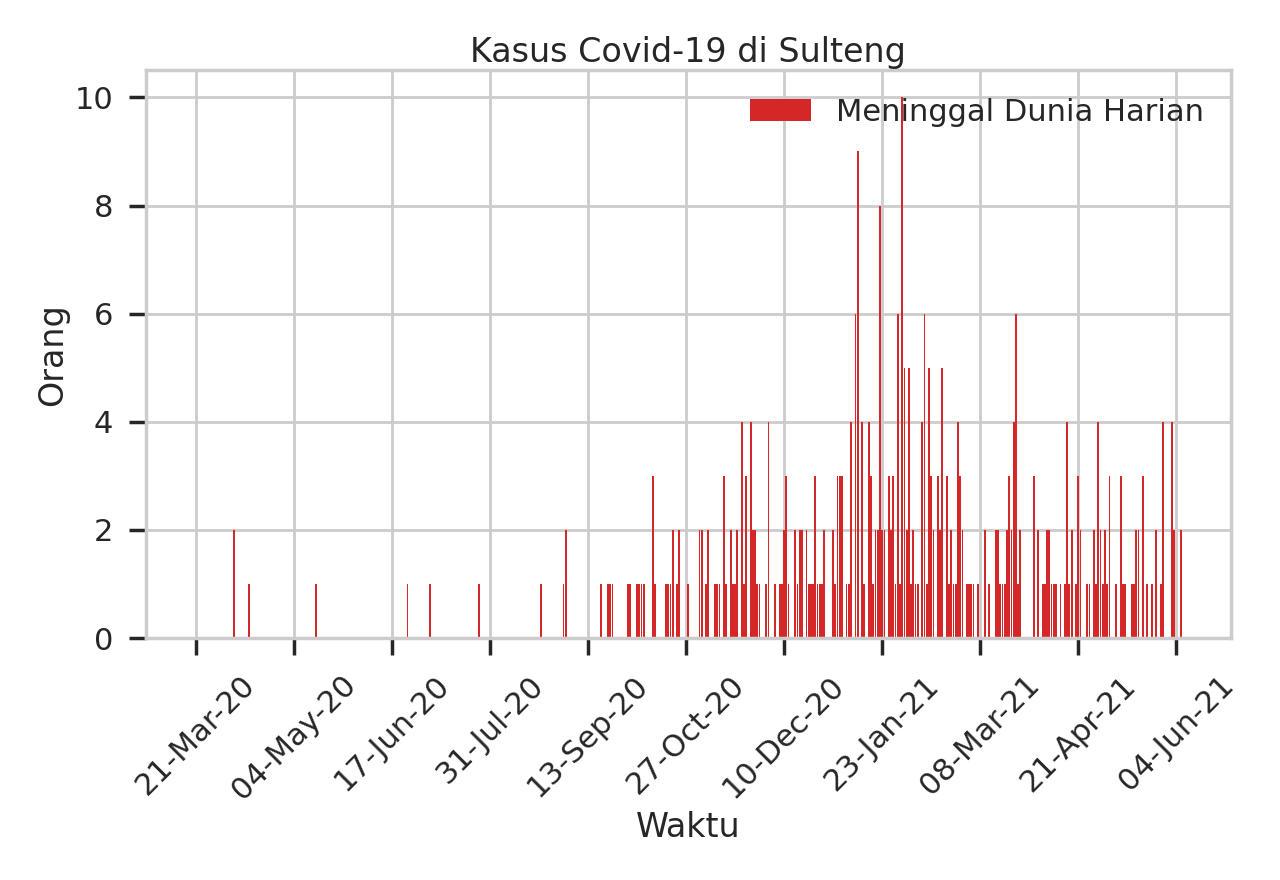 Kasus Covid-19 di Sulteng
Meninggal Dunia Harian
Orang
10
8
6
4
2
0
21-Mar-20
04-May-20
17-Jun-20
31-Jul-20
13-Sep-20
27-Oct-20
10-Dec-20
23-Jan-21
08-Mar-21
21-Apr-21
04-Jun-21
Waktu